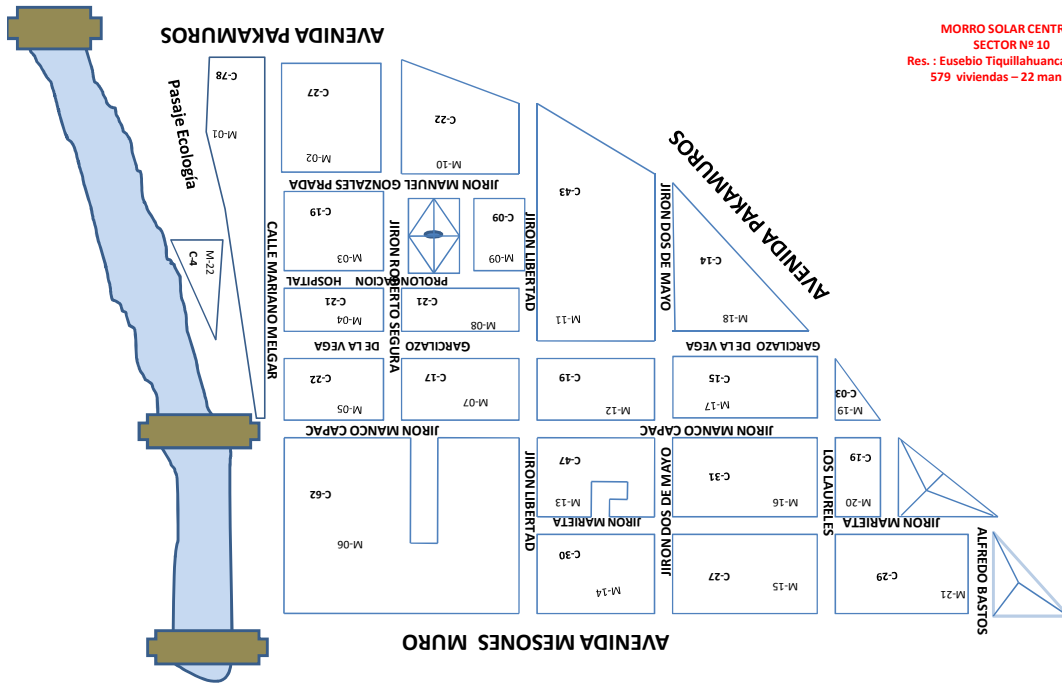 MORRO SOLAR CENTR
SECTOR Nº 10
Res. : Eusebio Tiquillahuanca
579 viviendas – 22 man
AVENIDA PAKAMUROS
Pasaje Ecología
C-78
M-01
C-27
M-02
C-22
M-10
JIRON MANUEL GONZALES PRADA
C-19
M-03
C-09
M-09
C-43
M-11
AVENIDA PAKAMUROS
C-14
M-18
M-22
C-4
CALLE MARIANO MELGAR
JIRON ROBERTO SEGURA
JIRON LIBERTAD
JIRON DOS DE MAYO
PROLONGACION HOSPITAL
C-21
M-04
C-21
M-08
GARCILAZO DE LA VEGA
GARCILAZO DE LA VEGA
C-22
M-05
C-17
M-07
C-19
M-12
C-15
M-17
C-03
M-19
JIRON MANCO CAPAC
JIRON MANCO CAPAC
C-62
M-06
JIRON LIBERTAD
C-47
M-13
JIRON DOS DE MAYO
C-31
M-16
LOS LAURELES
C-19
M-20
JIRON MARIETA
JIRON MARIETA
C-30
M-14
C-27
M-15
C-29
M-21
ALFREDO BASTOS
AVENIDA MESONES MURO